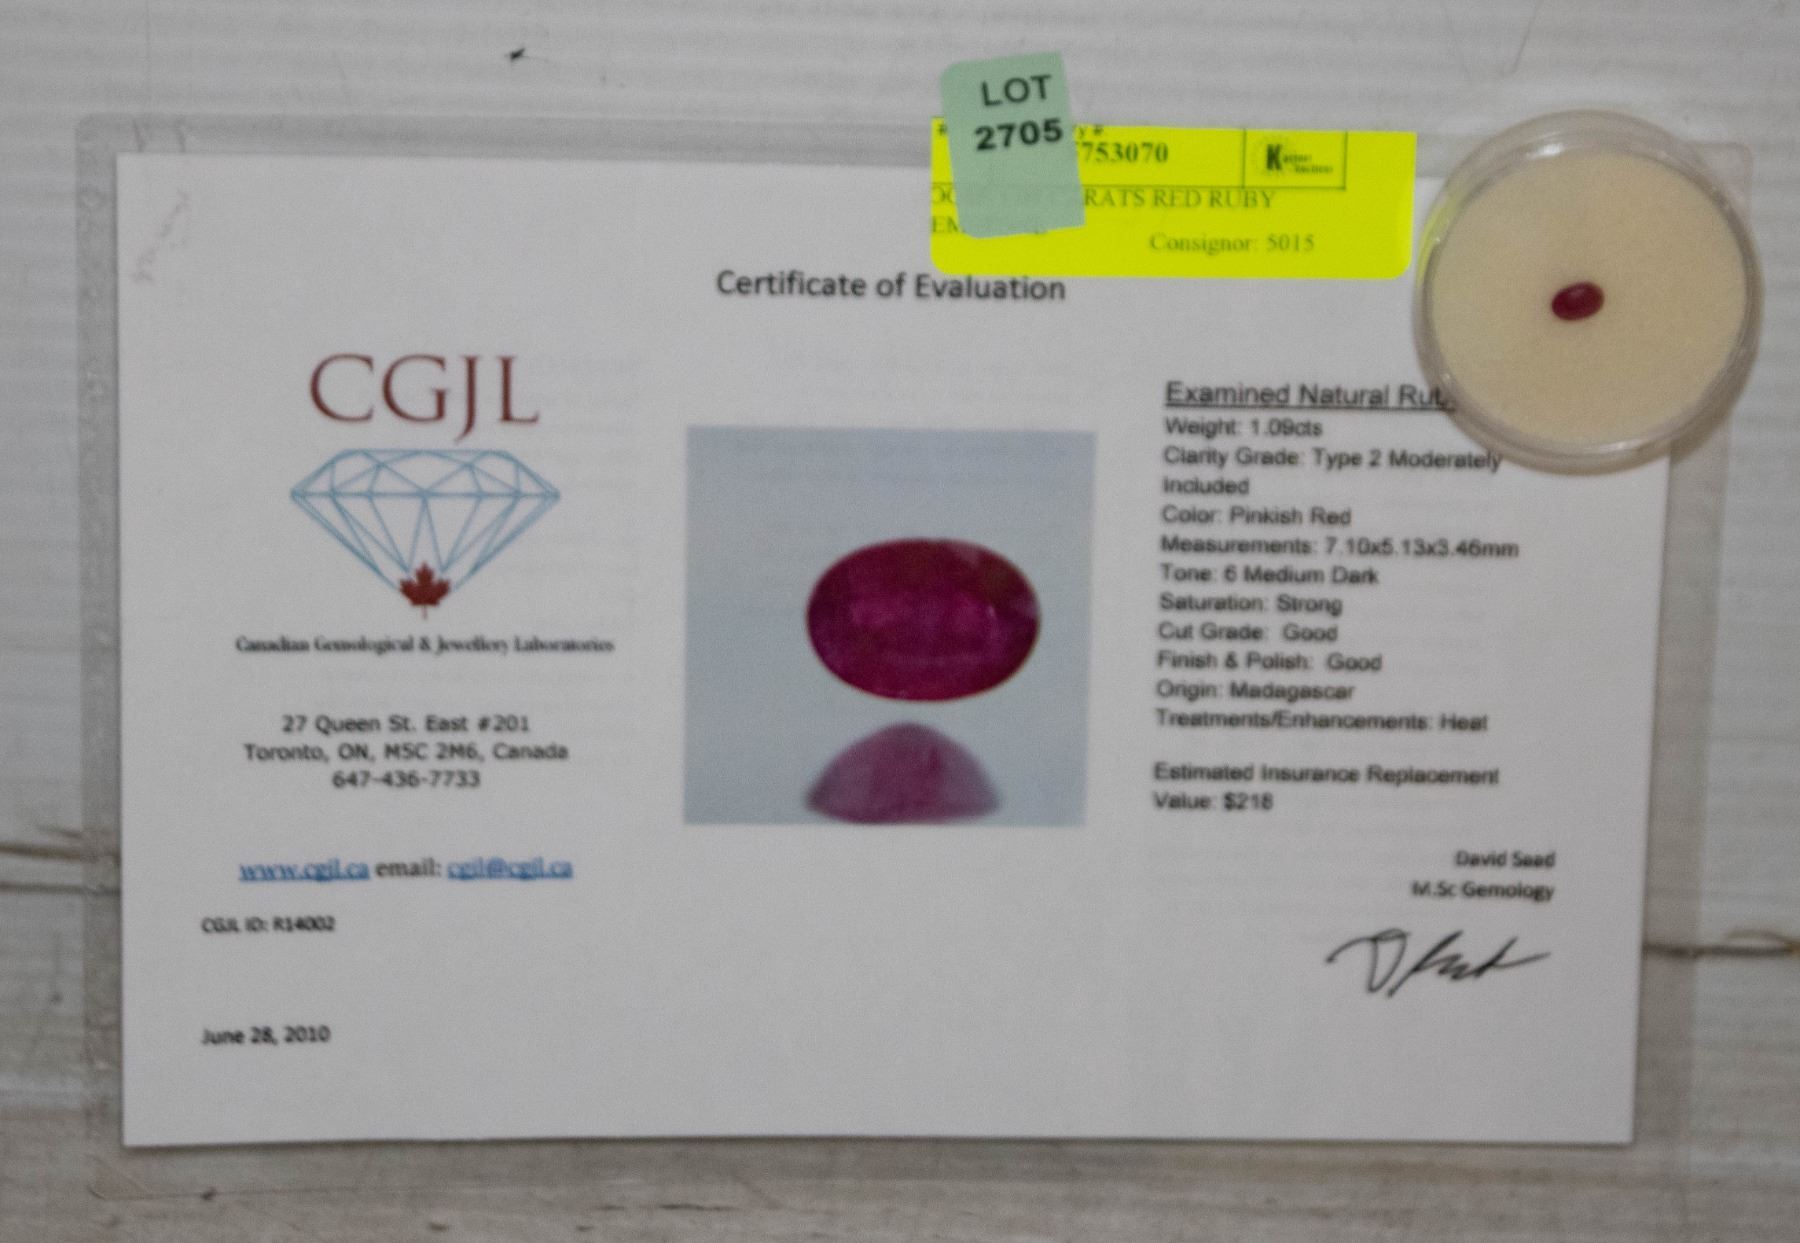 LOT
2705
753070
RATS RED RUBY
Consignor: 5015
Certificate of Evaluation
CGJL
Canadian Gemological & Jewellery Laboratories
27 Queen St. East #201
Toronto, ON, M5C 2M6, Canada
647-436-7733
www.cgjl.ca email: cgjl@cgjl.ca
CGJL ID: R14002
June 28, 2010
Examined Natural Rub
Weight: 1.09cts
Clarity Grade: Type 2 Moderately
Included
Color: Pinkish Red
Measurements: 7.10x5.13x3.46mm
Tone: 6 Medium Dark
Saturation: Strong
Cut Grade: Good
Finish & Polish: Good
Origin: Madagascar
Treatments/Enhancements: Heat
Estimated Insurance Replacement
Value: $218
David Saad
M.Sc Gemology